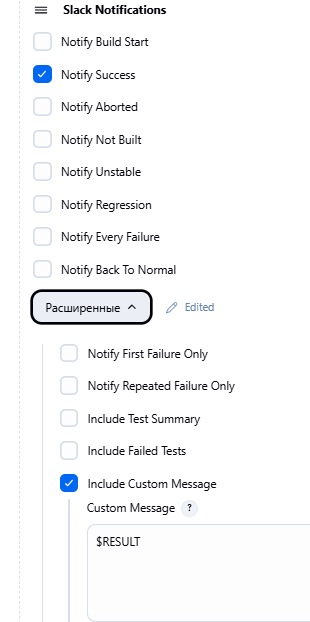 Slack Notifications
Notify Build Start
Notify Success
Notify Aborted
Notify Not Built
Notify Unstable
Notify Regression
Notify Every Failure
Notify Back To Normal
Расширенные Edited
Notify First Failure Only
Notify Repeated Failure Only
Include Test Summary
Include Failed Tests
Include Custom Message
Custom Message ?
$RESULT